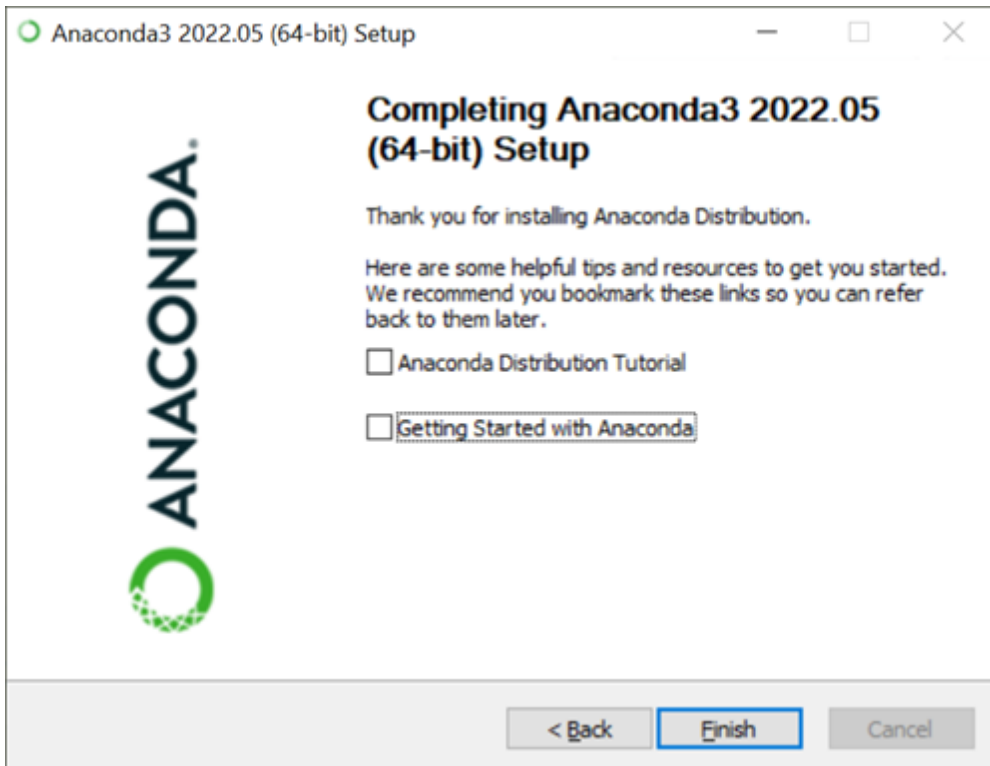 Anaconda3 2022.05 (64-bit) Setup
ANACONDA.
Completing Anaconda3 2022.05
(64-bit) Setup
Thank you for installing Anaconda Distribution.
Here are some helpful tips and resources to get you started.
We recommend you bookmark these links so you can refer
back to them later.
Anaconda Distribution Tutorial
Getting Started with Anaconda
< Back
Finish
Cancel